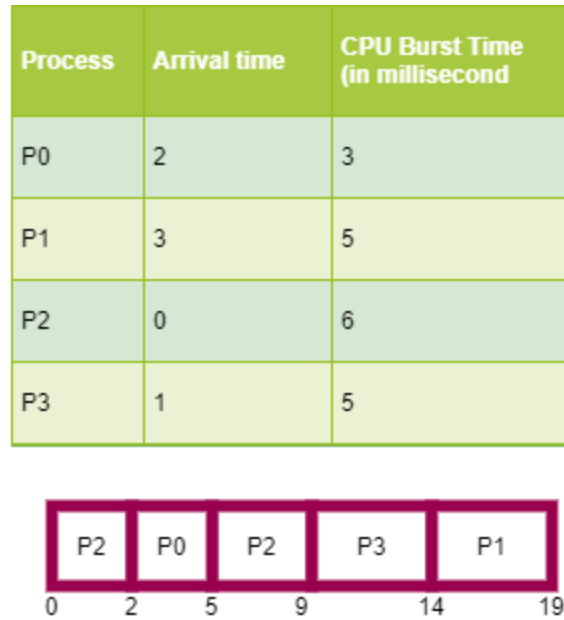 Process Arrival time CPU Burst Time
(in millisecond
P0 2 3
P1 3 5
P2 0 6
P3 1 5
P2 P0 P2 P3 P1
0 2 5 9 14 19